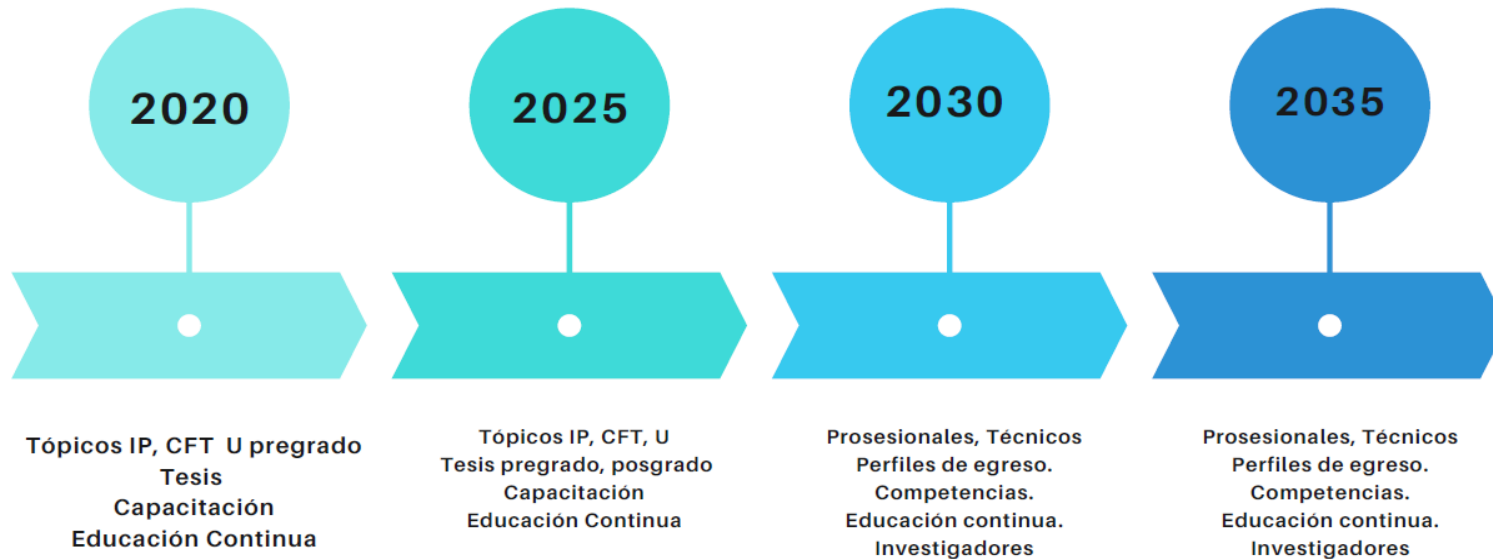 2020
Tópicos IP, CFT  U pregrado
Tesis
Capacitación
Educación Continua
2025
Tópicos IP, CFT, U
Tesis pregrado, posgrado
Capacitación
Educación Continua
2030
Prosesionales, Técnicos
Perfiles de egreso.
Competencias.
Educación continua.
Investigadores
2035
Prosesionales, Técnicos
Perfiles de egreso.
Competencias.
Educación continua.
Investigadores